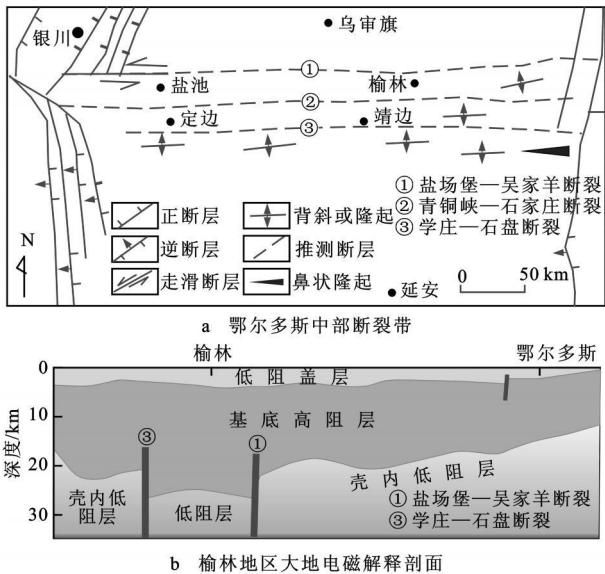 乌审旗
银川
①
盐池
榆林
②
定边
③
靖边
正断层
背斜或隆起
①盐场堡—吴家羊断裂
逆断层
推测断层
②青铜峡—石家庄断裂
③学庄—石盘断裂
N
走滑断层
鼻状隆起
0 50 km
延安
a 鄂尔多斯中部断裂带
榆林 鄂尔多斯
0
低阻盖层
10
基底高阻层
深度/km
③
①
20
壳内低阻层
壳内低
阻层
低阻层
30
①盐场堡—吴家羊断裂
③学庄—石盘断裂
b 榆林地区大地电磁解释剖面